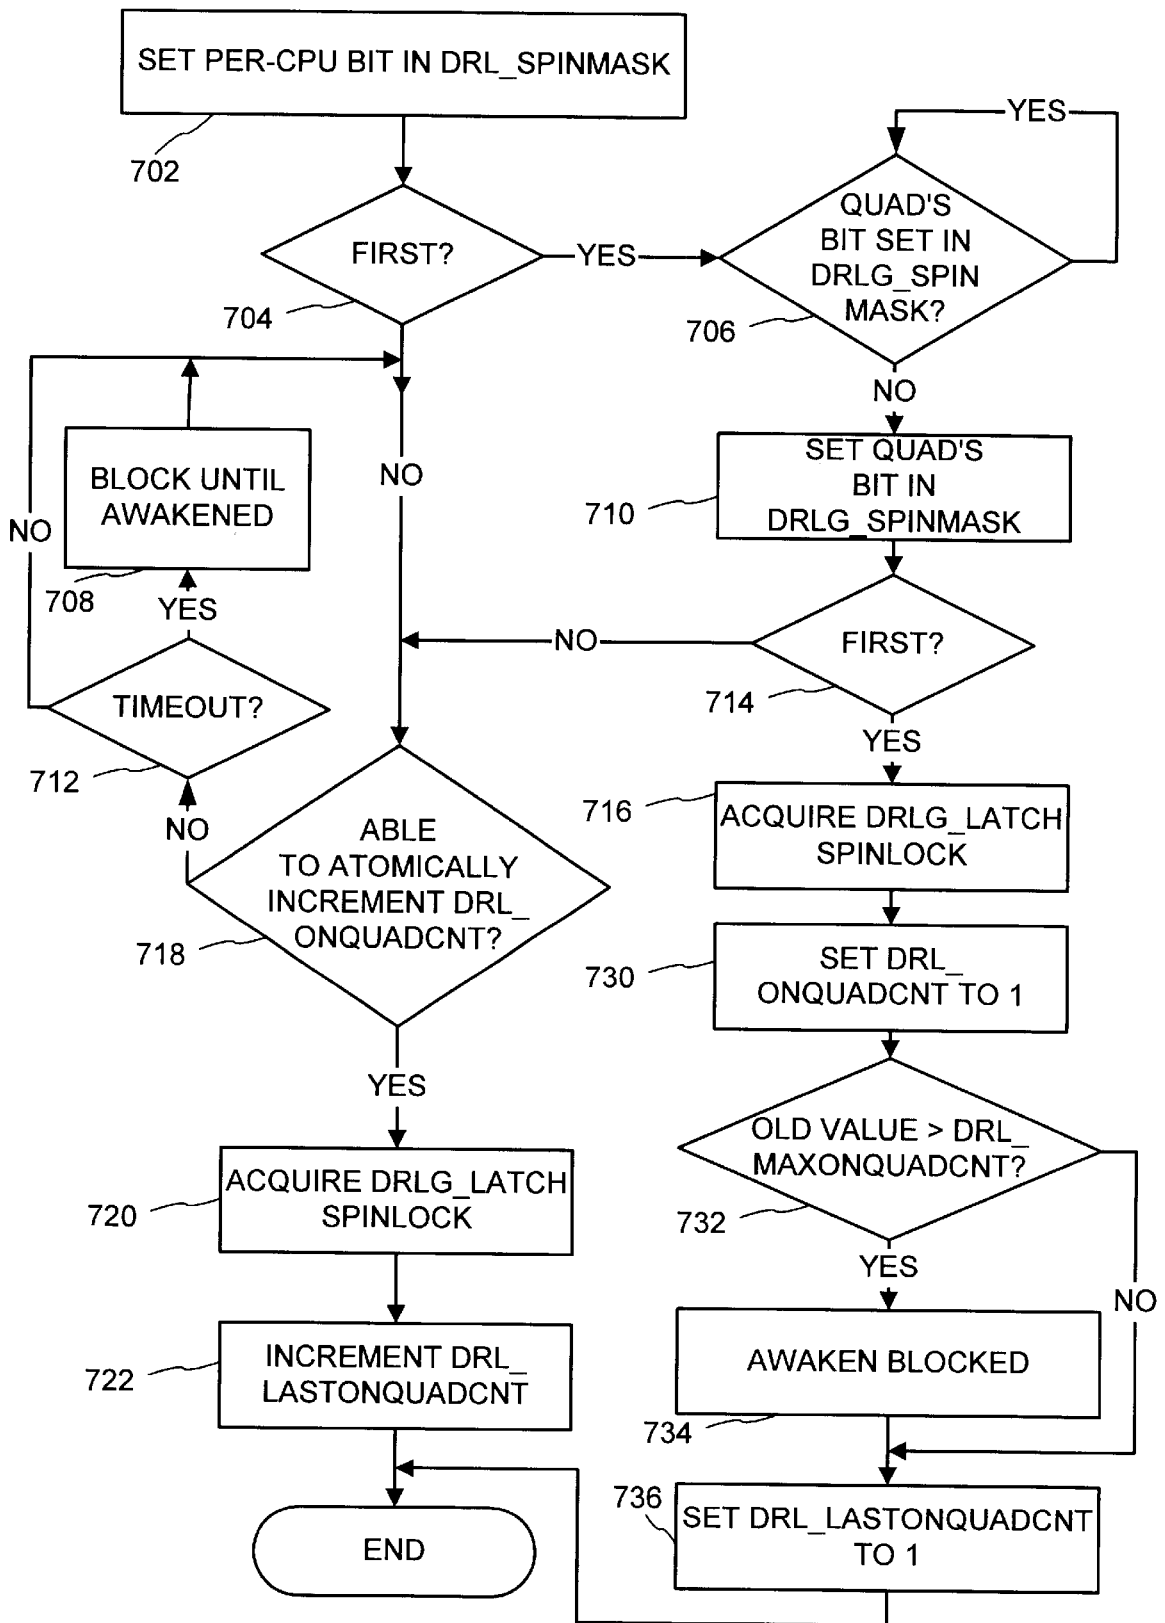 SET PER-CPU BIT IN DRL_SPINMASK
702
YES
QUAD'S
BIT SET IN
DRLG_SPIN
MASK?
706
FIRST?
YES
704
NO
NO
SET QUAD'S
BIT IN
DRLG_SPINMASK
710
BLOCK UNTIL
AWAKENED
708
NO
YES
FIRST?
714
NO
TIMEOUT?
712
YES
NO
ACQUIRE DRLG_LATCH
SPINLOCK
716
ABLE
TO ATOMICALLY
INCREMENT DRL_
ONQUADCNT?
718
SET DRL_
ONQUADCNT TO 1
730
YES
OLD VALUE > DRL_
MAXONQUADCNT?
732
ACQUIRE DRLG_LATCH
SPINLOCK
720
YES
NO
INCREMENT DRL_
LASTONQUADCNT
722
AWAKEN BLOCKED
734
736
SET DRL_LASTONQUADCNT
TO 1
END